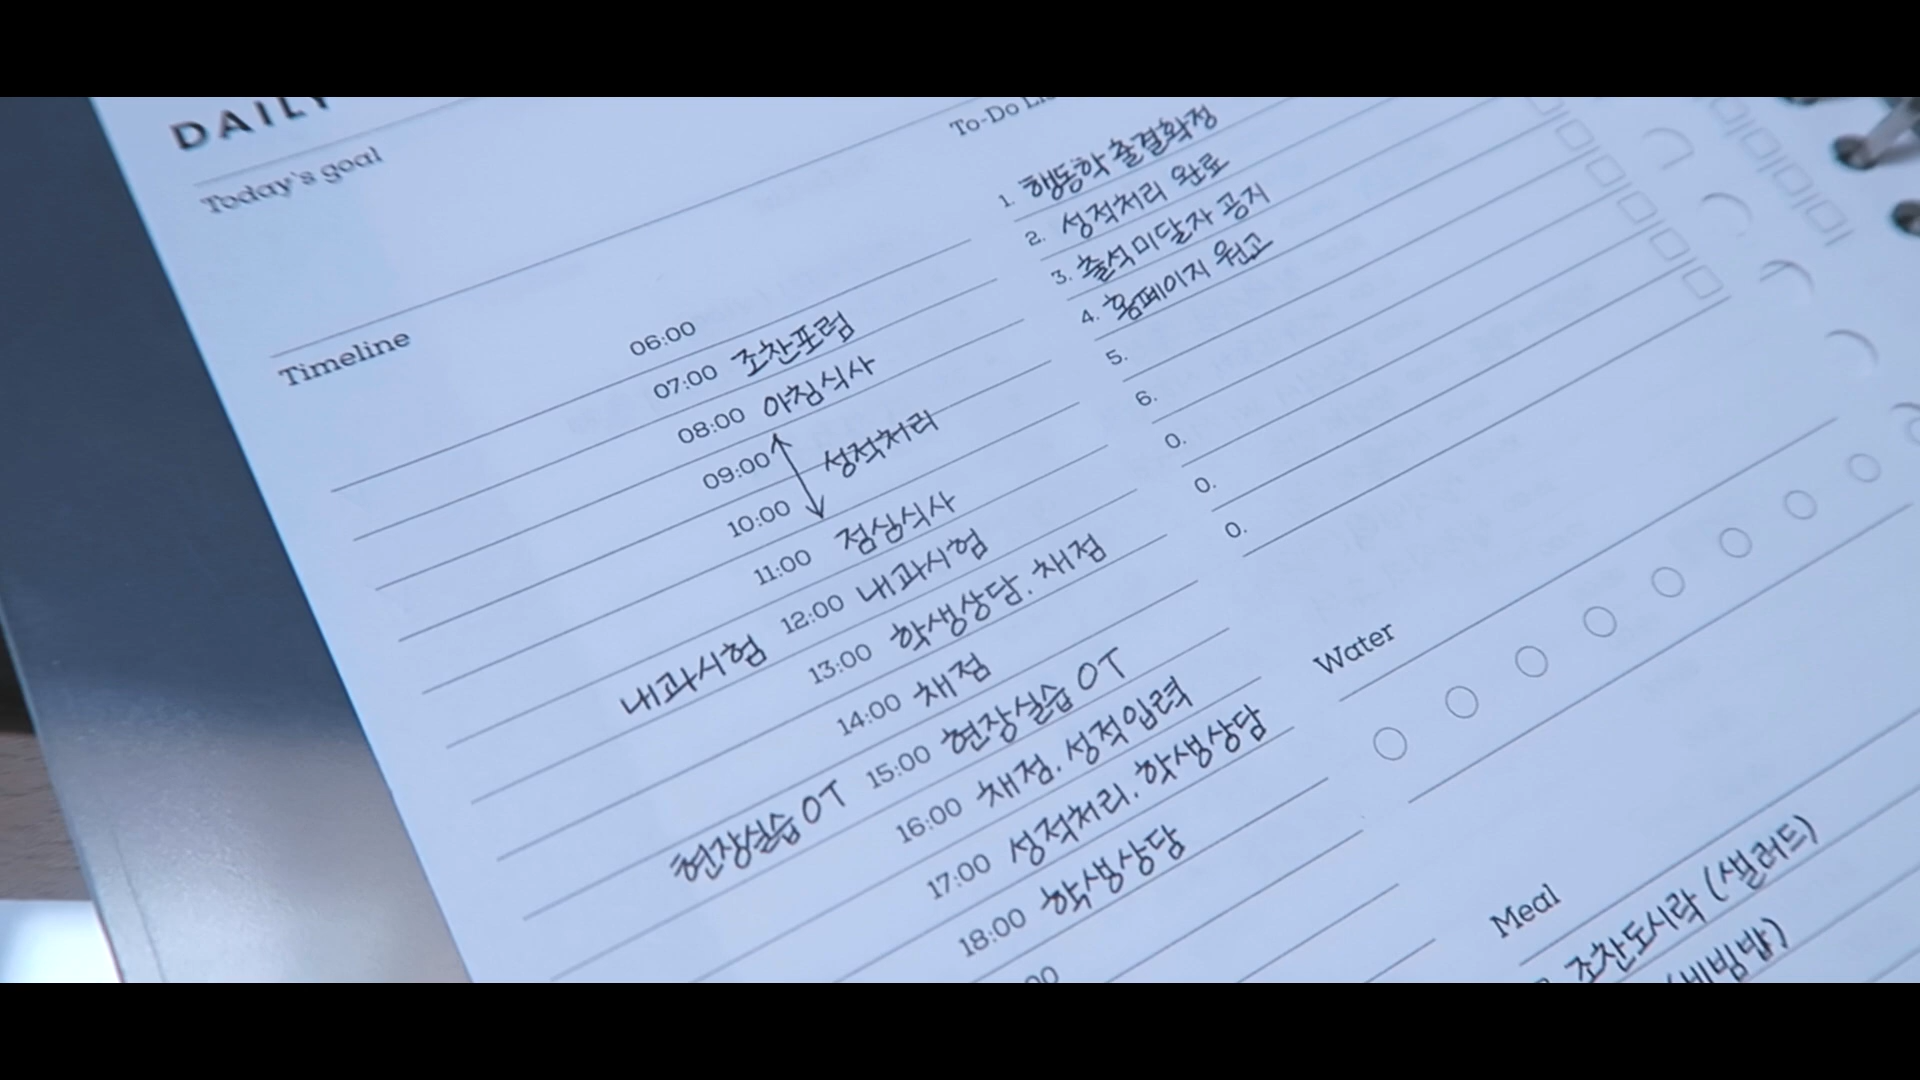 DAILY
Today's goal
Timeline
06:00
07:00 조찬포럼
08:00 아침식사
09:00
성적처리
10:00
11:00 점심식사
내과시험 12:00 내과시험
13:00 학생상담. 채점
14:00 채점
현장실습 OT 15:00 현장실습 OT
16:00 채점. 성적입력
17:00 성적처리. 학생상담
18:00 학생상담
To-Do
1. 행동학 출결확정
2. 성적처리 완료
3. 출석미달자 공지
4. 홈페이지 원고
5.
6.
0.
0.
0.
Water
Meal
조찬도시락 (샐러드)
(비빔밥)